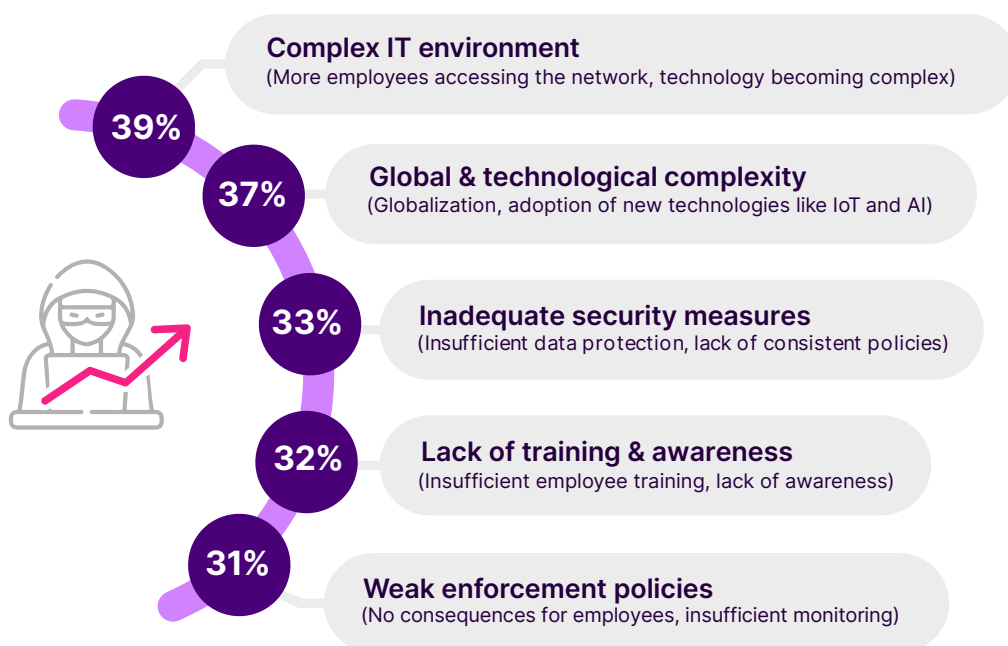 Complex IT environment
(More employees accessing the network, technology becoming complex)
39%
Global & technological complexity
(Globalization, adoption of new technologies like IoT and AI)
37%
Inadequate security measures
(Insufficient data protection, lack of consistent policies)
33%
Lack of training & awareness
(Insufficient employee training, lack of awareness)
32%
Weak enforcement policies
(No consequences for employees, insufficient monitoring)
31%